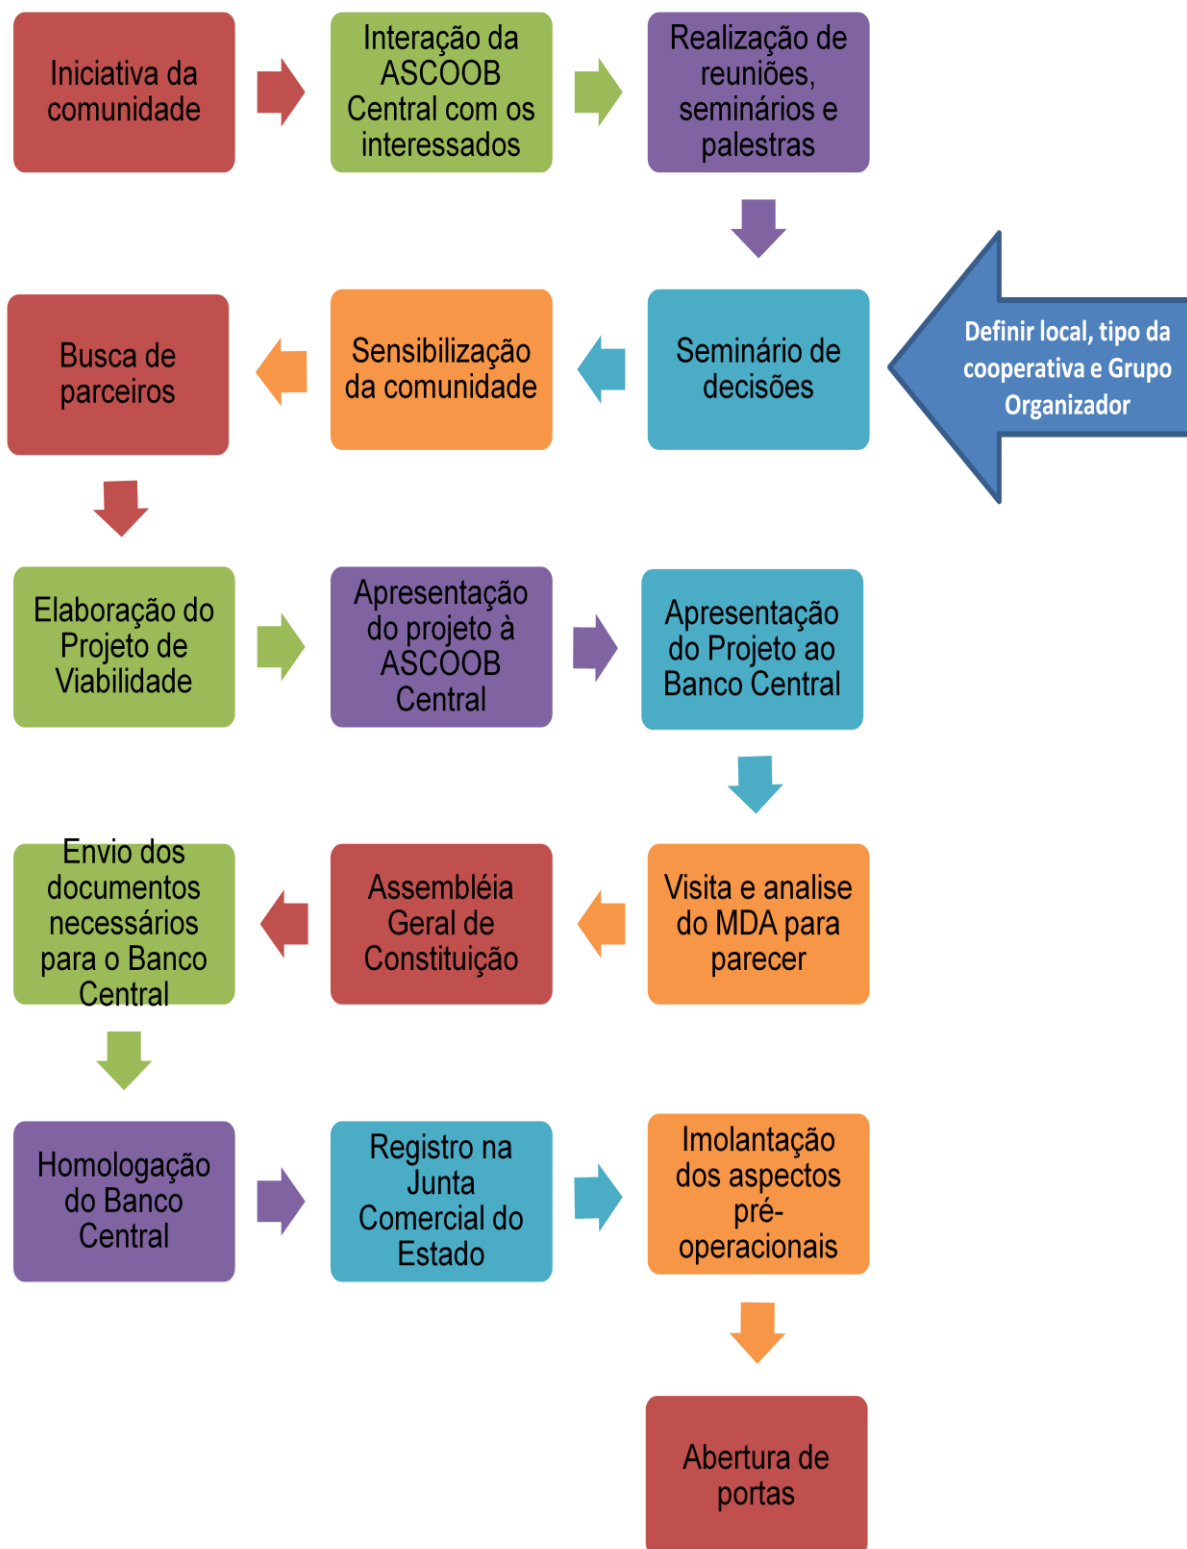 Iniciativa da
comunidade
Interação da
ASCOOB
Central com os
interessados
Realização de
reuniões,
seminários e
palestras
Definir local, tipo da
cooperativa e Grupo
Organizador
Seminário de
decisões
Sensibilização
da comunidade
Busca de
parceiros
Elaboração do
Projeto de
Viabilidade
Apresentação
do projeto à
ASCOOB
Central
Apresentação
do Projeto ao
Banco Central
Visita e analise
do MDA para
parecer
Assembléia
Geral de
Constituição
Envio dos
documentos
necessários
para o Banco
Central
Homologação
do Banco
Central
Registro na
Junta
Comercial do
Estado
Imolantação
dos aspectos
pré-
operacionais
Abertura de
portas